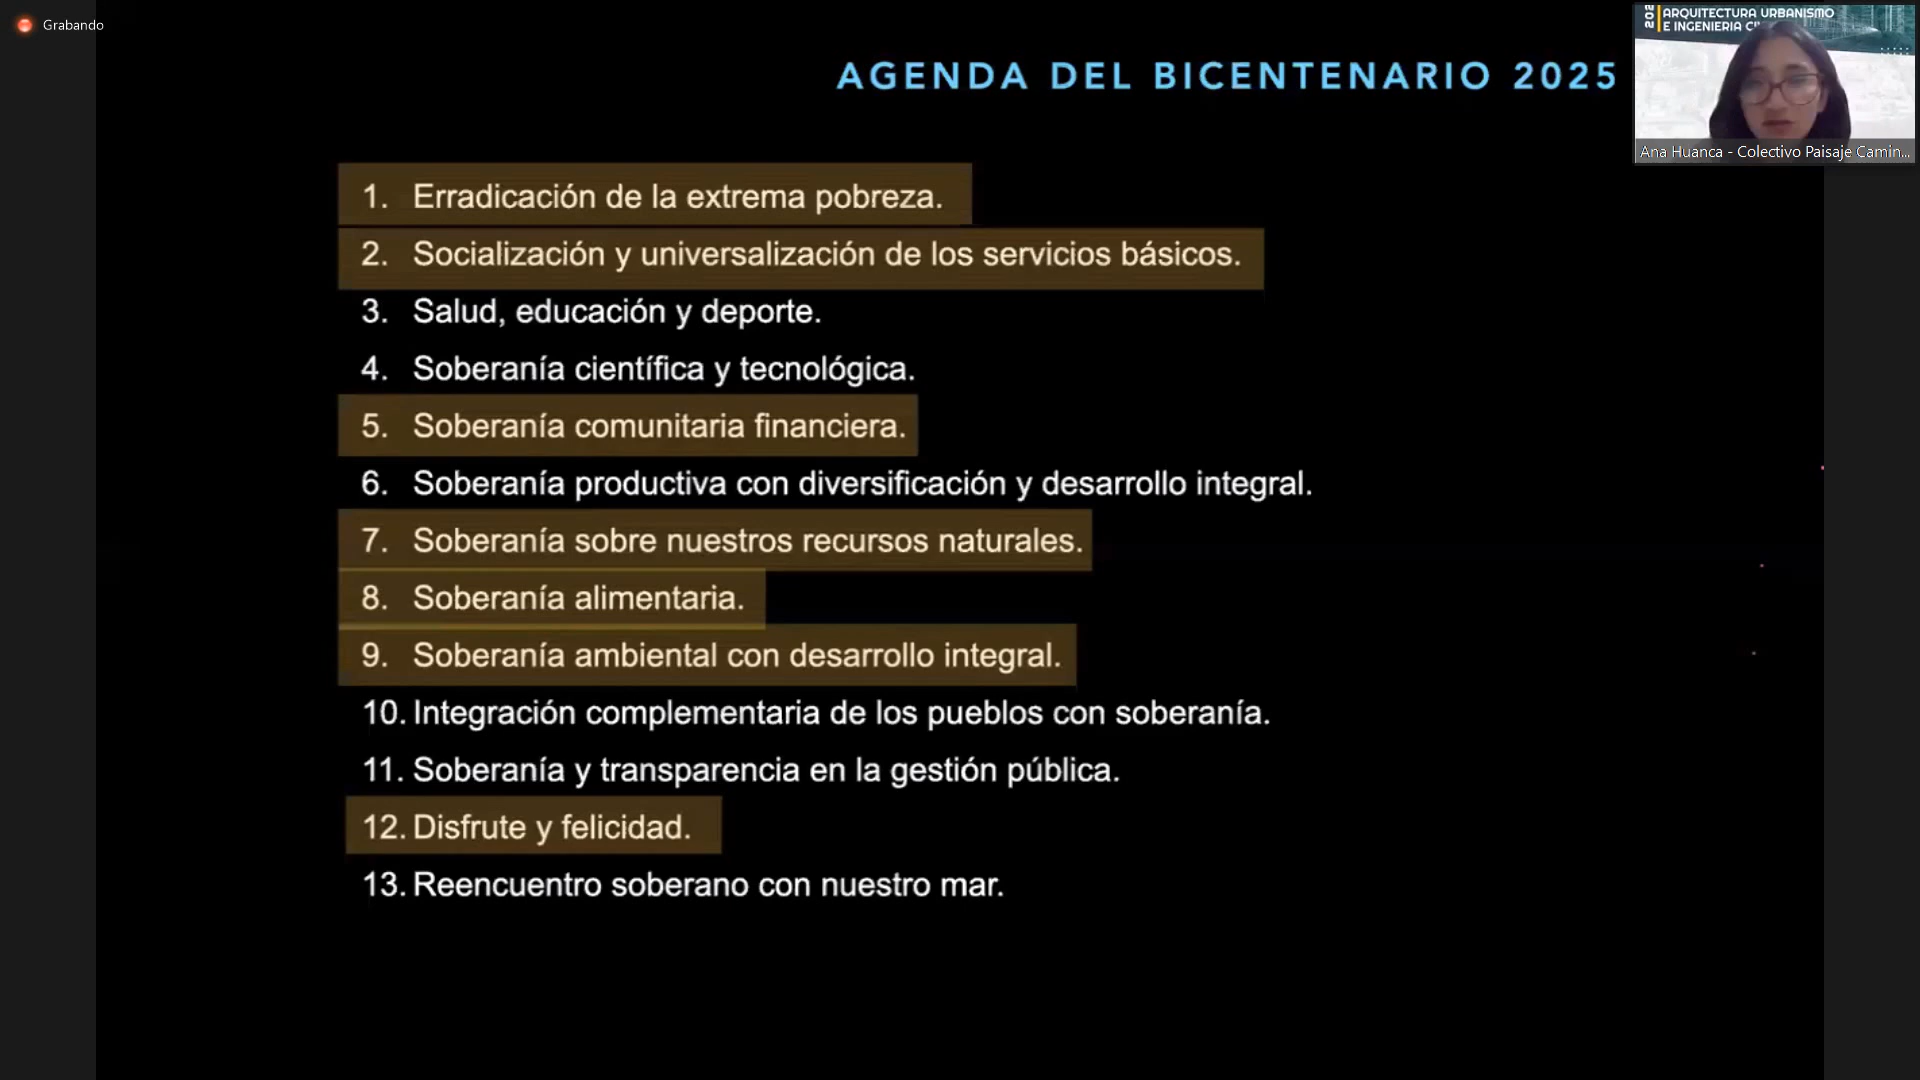 Grabando
AGENDA DEL BICENTENARIO 2025
1. Erradicación de la extrema pobreza.
2. Socialización y universalización de los servicios básicos.
3. Salud, educación y deporte.
4. Soberanía científica y tecnológica.
5. Soberanía comunitaria financiera.
6. Soberanía productiva con diversificación y desarrollo integral.
7. Soberanía sobre nuestros recursos naturales.
8. Soberanía alimentaria.
9. Soberanía ambiental con desarrollo integral.
10. Integración complementaria de los pueblos con soberanía.
11. Soberanía y transparencia en la gestión pública.
12. Disfrute y felicidad.
13. Reencuentro soberano con nuestro mar.
ARQUITECTURA URBANISMO
E INGENIERIA
Ana Huanca - Colectivo Paisaje Camin...